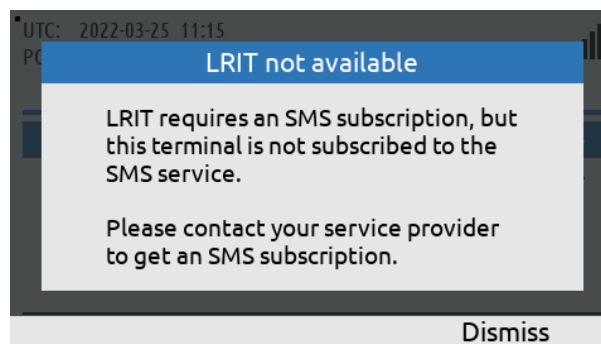 UTC: 2022-03-25 11:15
LRIT not available
LRIT requires an SMS subscription, but
this terminal is not subscribed to the
SMS service.
Please contact your service provider
to get an SMS subscription.
Dismiss